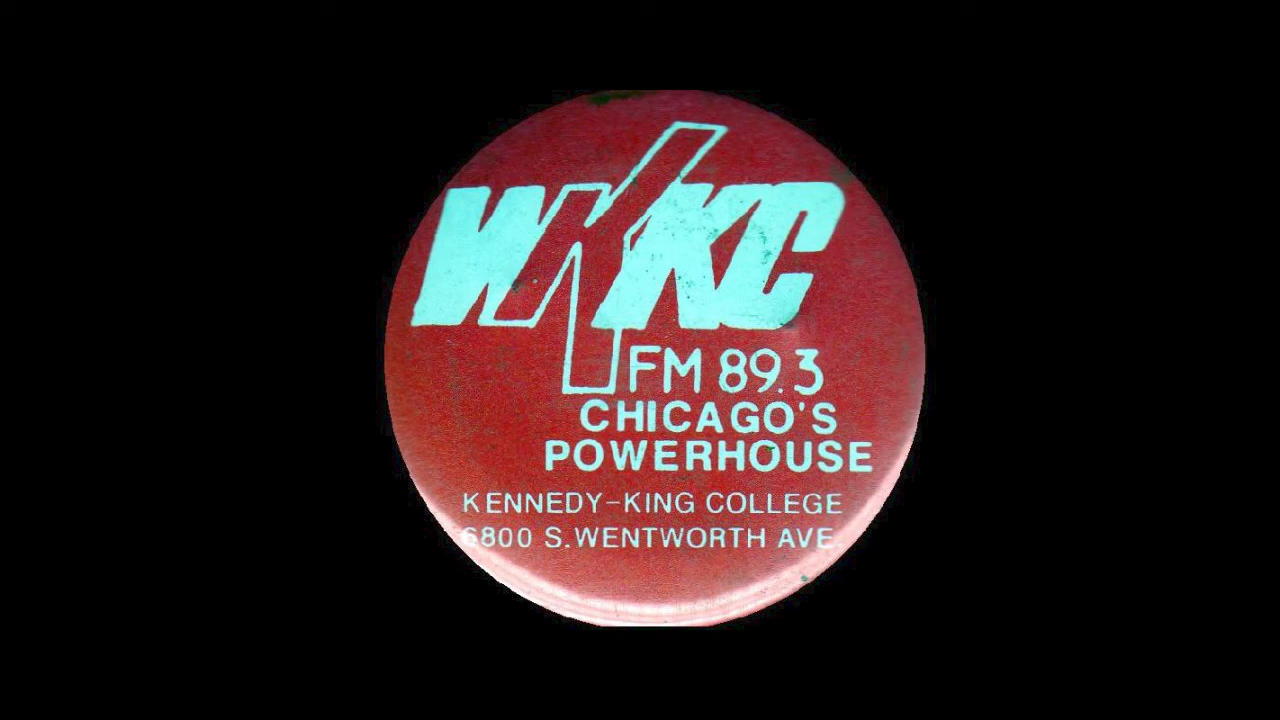 WKKC
FM 89.3
CHICAGO'S
POWERHOUSE
KENNEDY-KING COLLEGE
6800 S. WENTWORTH AVE.